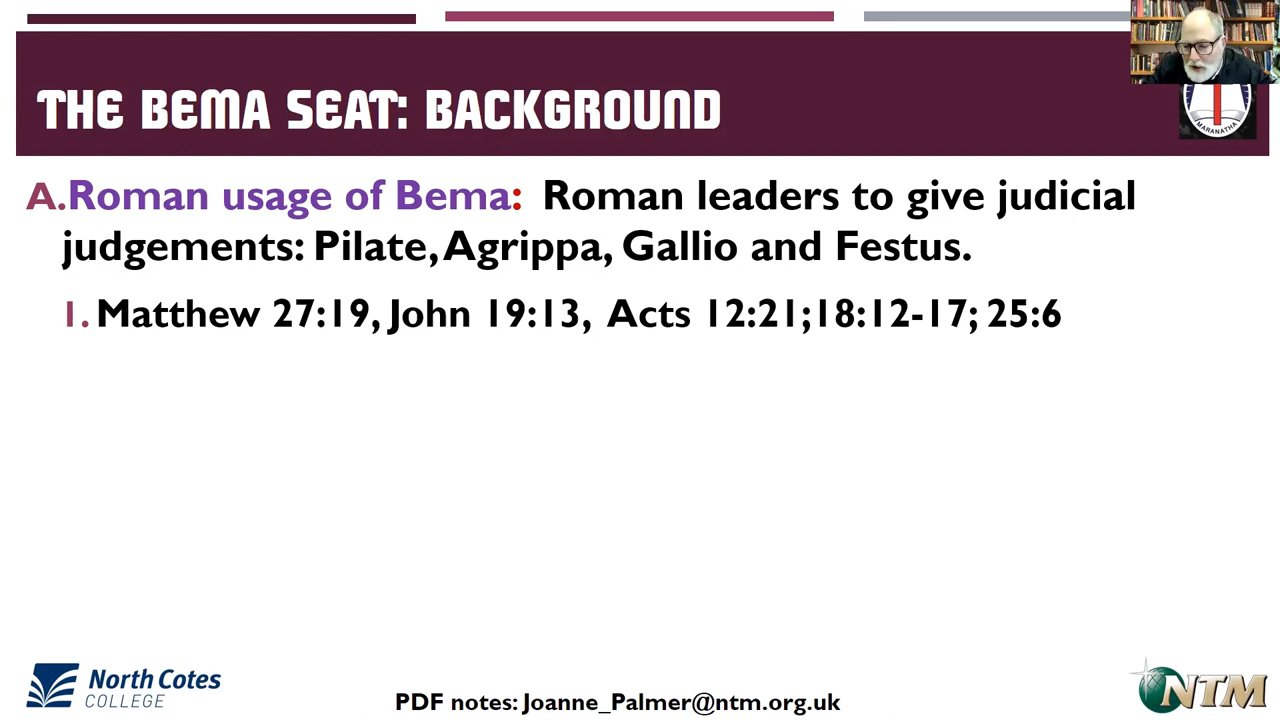 THE BEMA SEAT: BACKGROUND
MARANATHA
A. Roman usage of Bema: Roman leaders to give judicial
judgements: Pilate, Agrippa, Gallio and Festus.
1. Matthew 27:19, John 19:13, Acts 12:21;18:12-17; 25:6
North Cotes
COLLEGE
PDF notes: Joanne_Palmer@ntm.org.uk
NTM